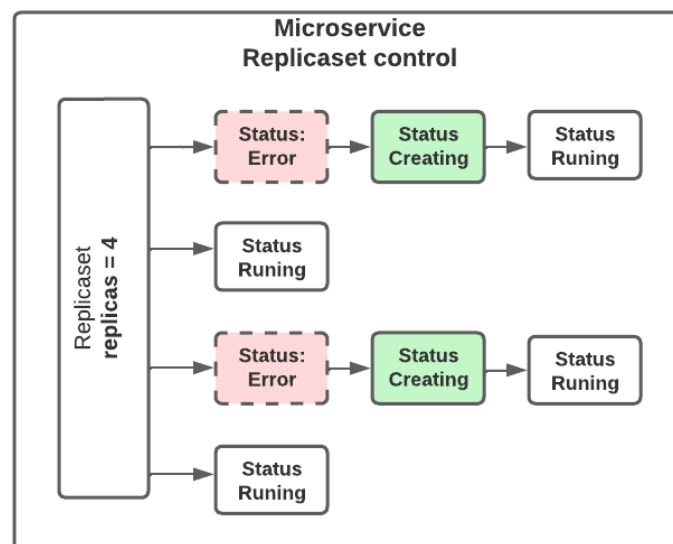 Microservice
Replicaset control
Replicaset
replicas = 4
Status:
Error
Status
Creating
Status
Runing
Status
Runing
Status:
Error
Status
Creating
Status
Runing
Status
Runing